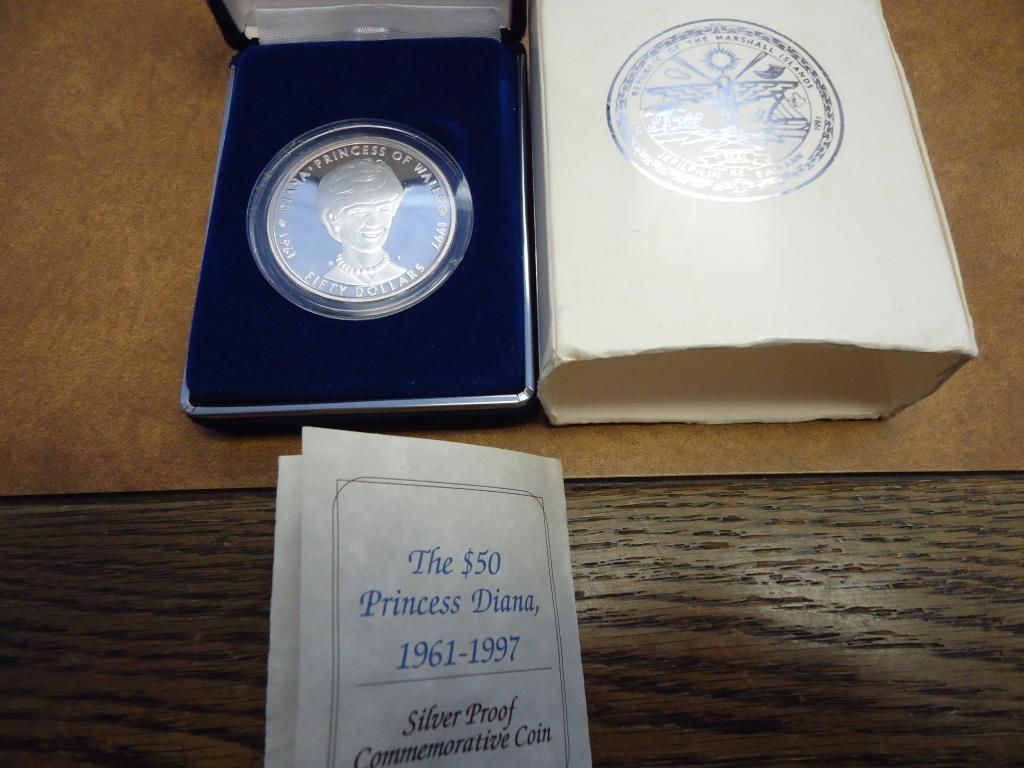 DIANA • PRINCESS OF WALES
1961
1997
FIFTY DOLLARS
REPUBLIC OF THE MARSHALL ISLANDS
SEAL
JEPILPILIN KE
The $50
Princess Diana,
1961-1997
Silver Proof
Commemorative Coin